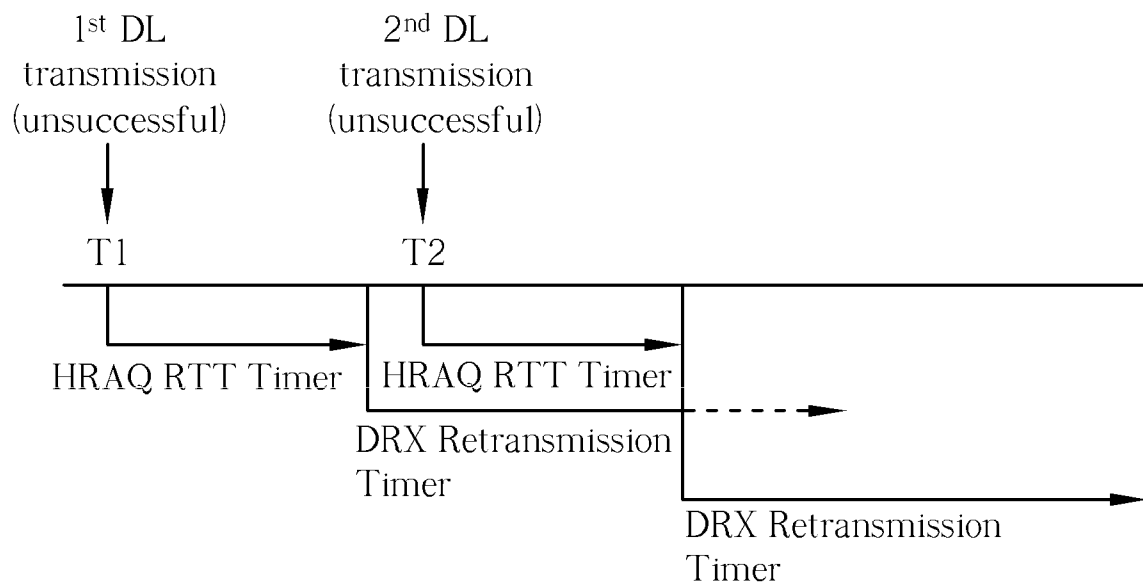 1st DL
transmission
(unsuccessful)
2nd DL
transmission
(unsuccessful)
T1
T2
HRAQ RTT Timer
HRAQ RTT Timer
DRX Retransmission
Timer
DRX Retransmission
Timer